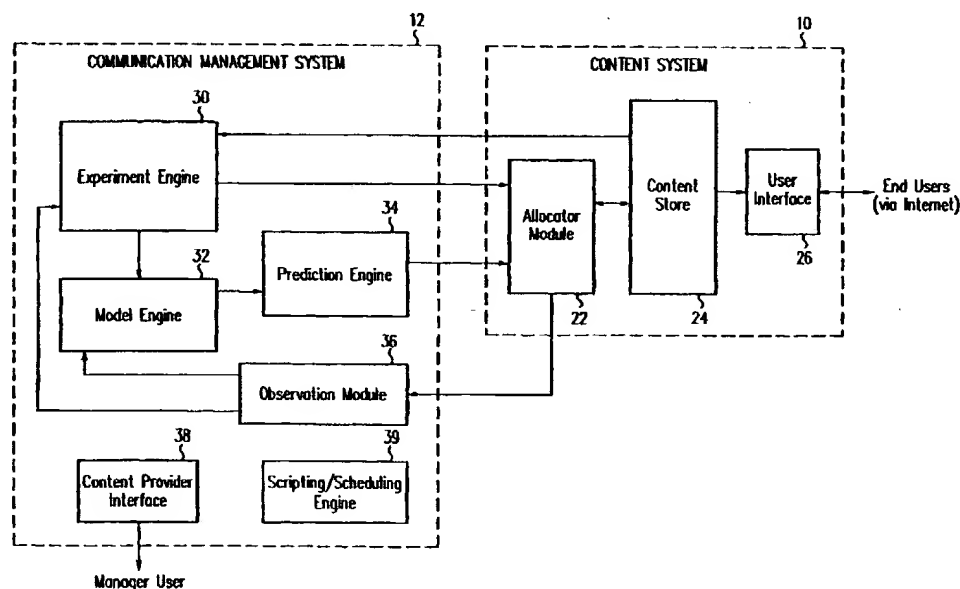 12
COMMUNICATION MANAGEMENT SYSTEM
30
Experiment Engine
34
Prediction Engine
32
Model Engine
36
Observation Module
38
Content Provider
Interface
39
Scripting/Scheduling
Engine
Manager User
10
CONTENT SYSTEM
Allocator
Module
22
Content
Store
24
User
Interface
26
End Users
(via Internet)